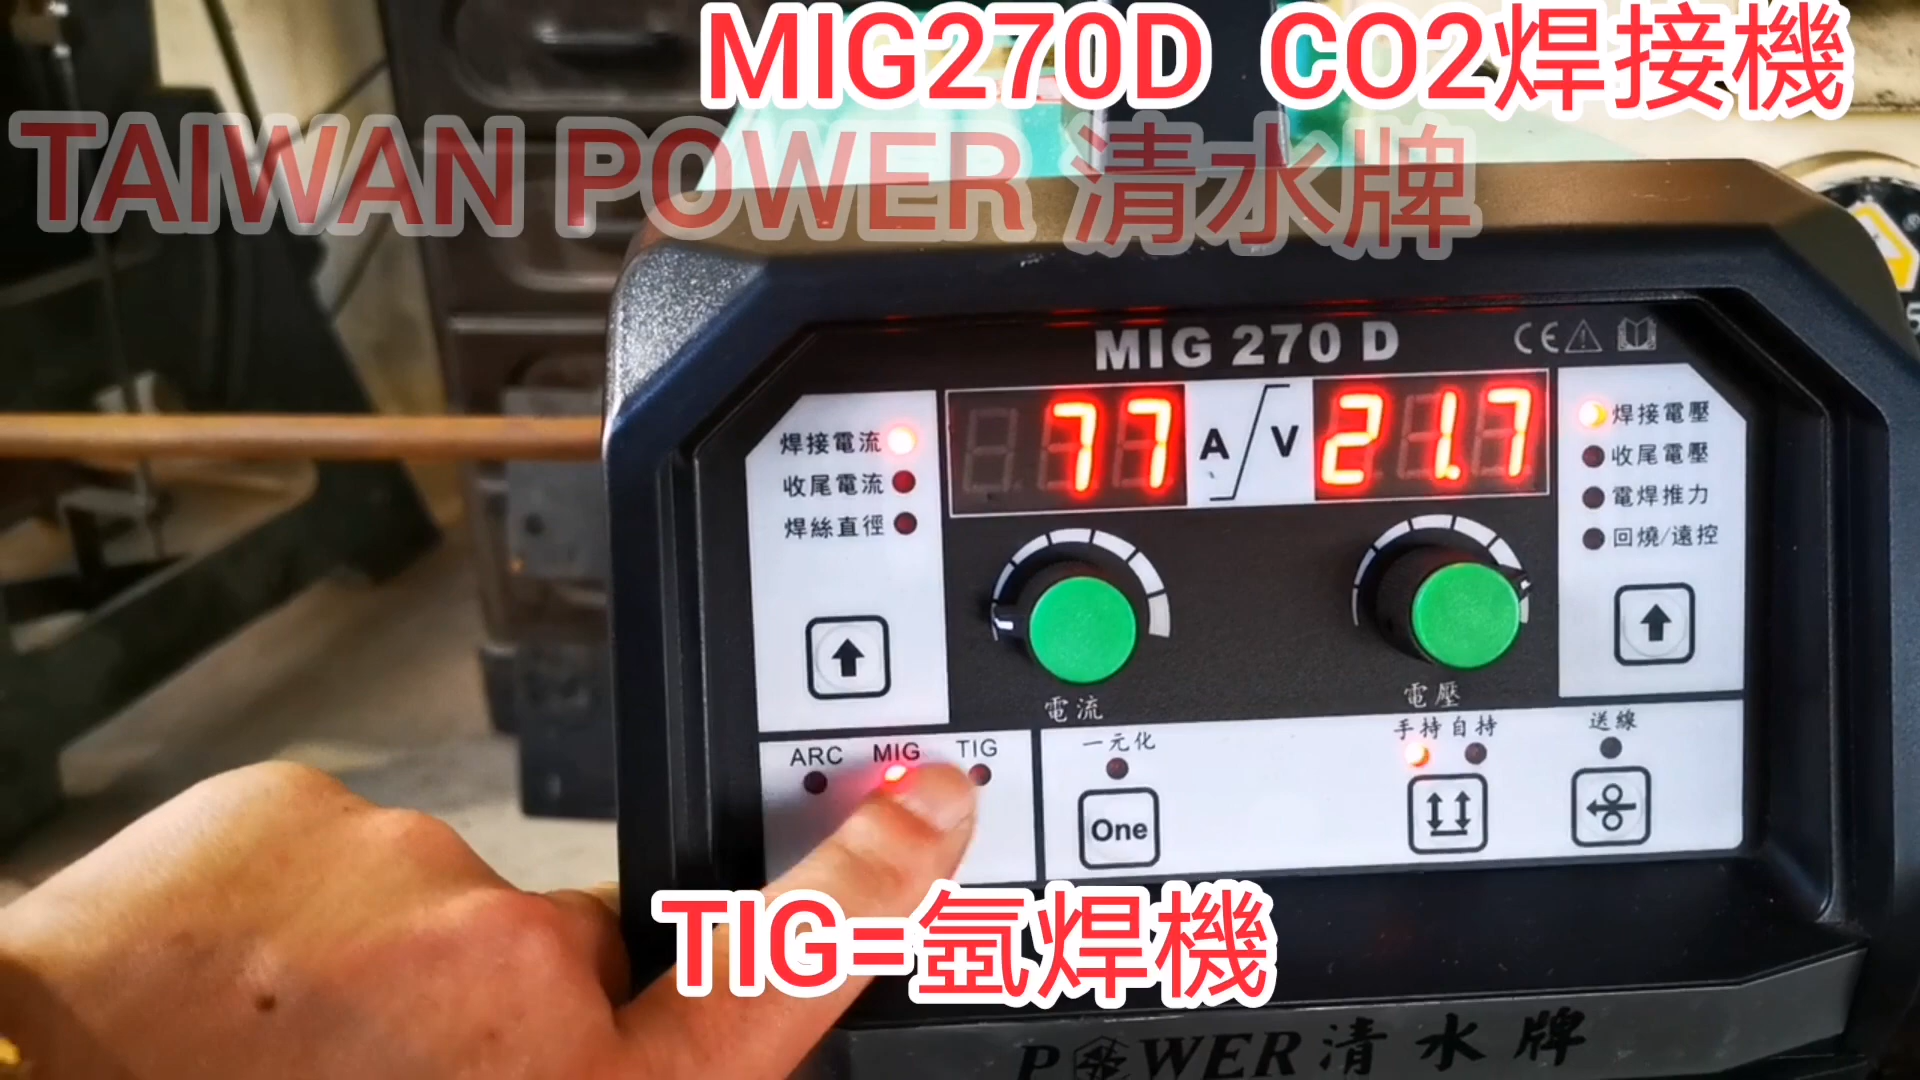 MIG270D CO2焊接機
TAIWAN POWER 清水牌
MIG 270 D
CE
焊接電流
收尾電流
焊絲直徑
77 A
V 21.7
焊接電壓
收尾電壓
電焊推力
回燒/遠控
電流
電壓
ARC MIG TIG
一元化
One
手持 自持
送線
TIG=氬焊機
POWER 清水牌